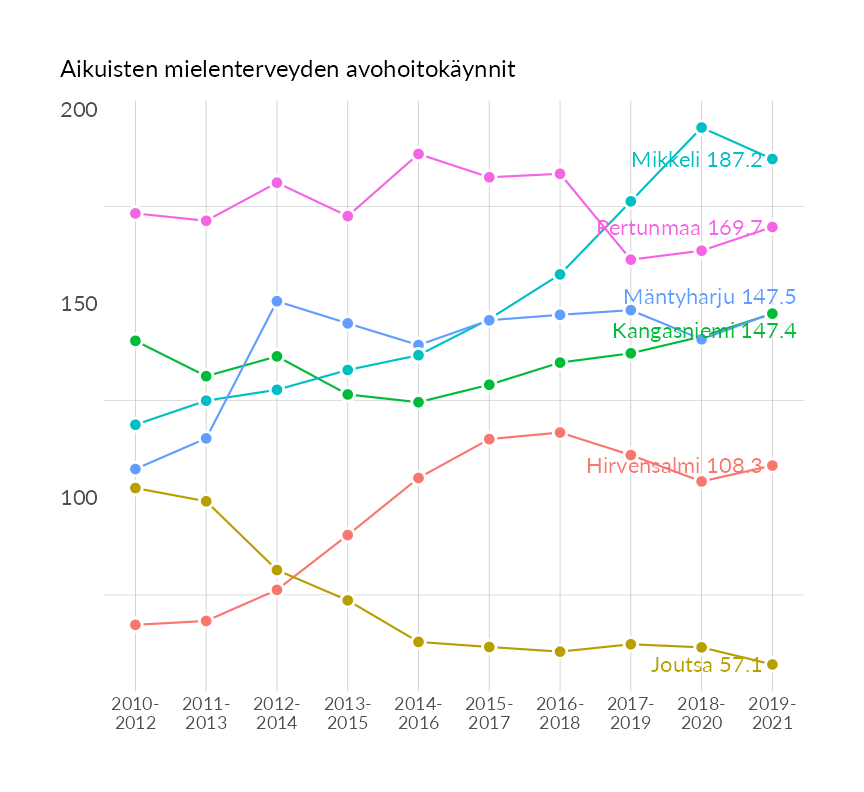 Aikuisten mielenterveyden avohoitokäynnit
200
Mikkeli 187.2
Pertunmaa 169.7
Mäntyharju 147.5
150
Kangasniemi 147.4
Hirvensalmi 108.3
100
Joutsa 57.1
2010- 2011- 2012- 2013- 2014- 2015- 2016- 2017- 2018- 2019-
2012 2013 2014 2015 2016 2017 2018 2019 2020 2021